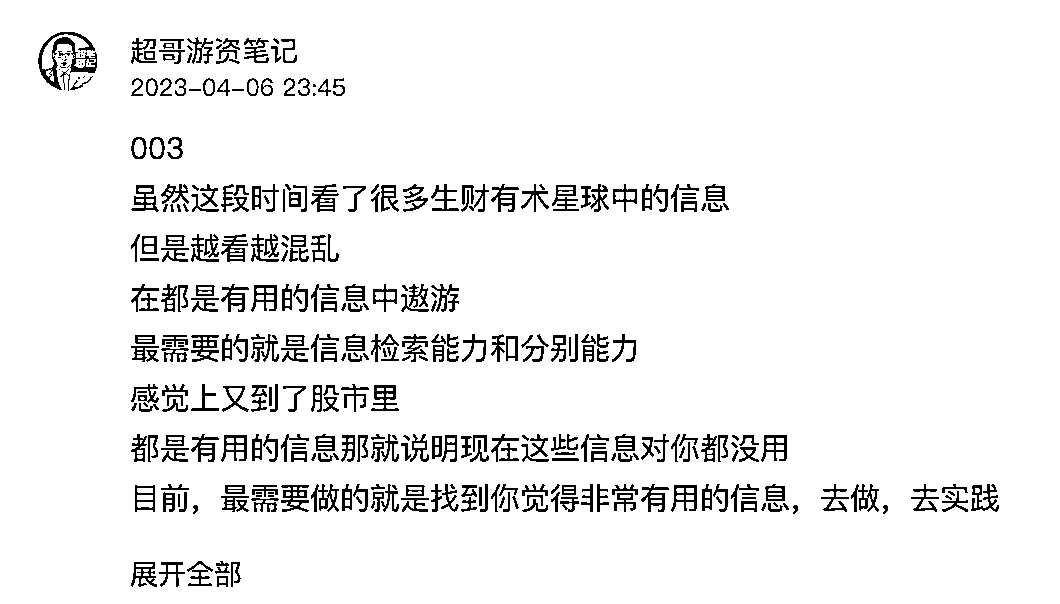 超哥游资笔记
2023-04-06 23:45
003
虽然这段时间看了很多生财有术星球中的信息
但是越看越混乱
在都是有用的信息中遨游
最需要的就是信息检索能力和分别能力
感觉上又到了股市里
都是有用的信息那就说明现在这些信息对你都没用
目前，最需要做的就是找到你觉得非常有用的信息，去做，去实践
展开全部